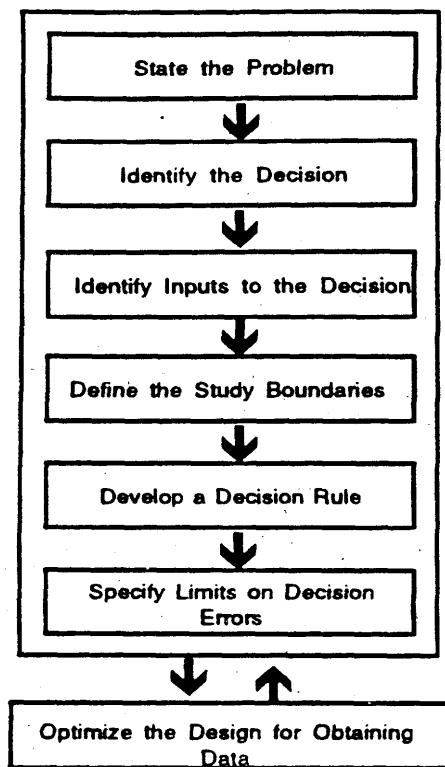 State the Problem
Identify the Decision
Identify Inputs to the Decision
Define the Study Boundaries
Develop a Decision Rule
Specify Limits on Decision
Errors
Optimize the Design for Obtaining
Data